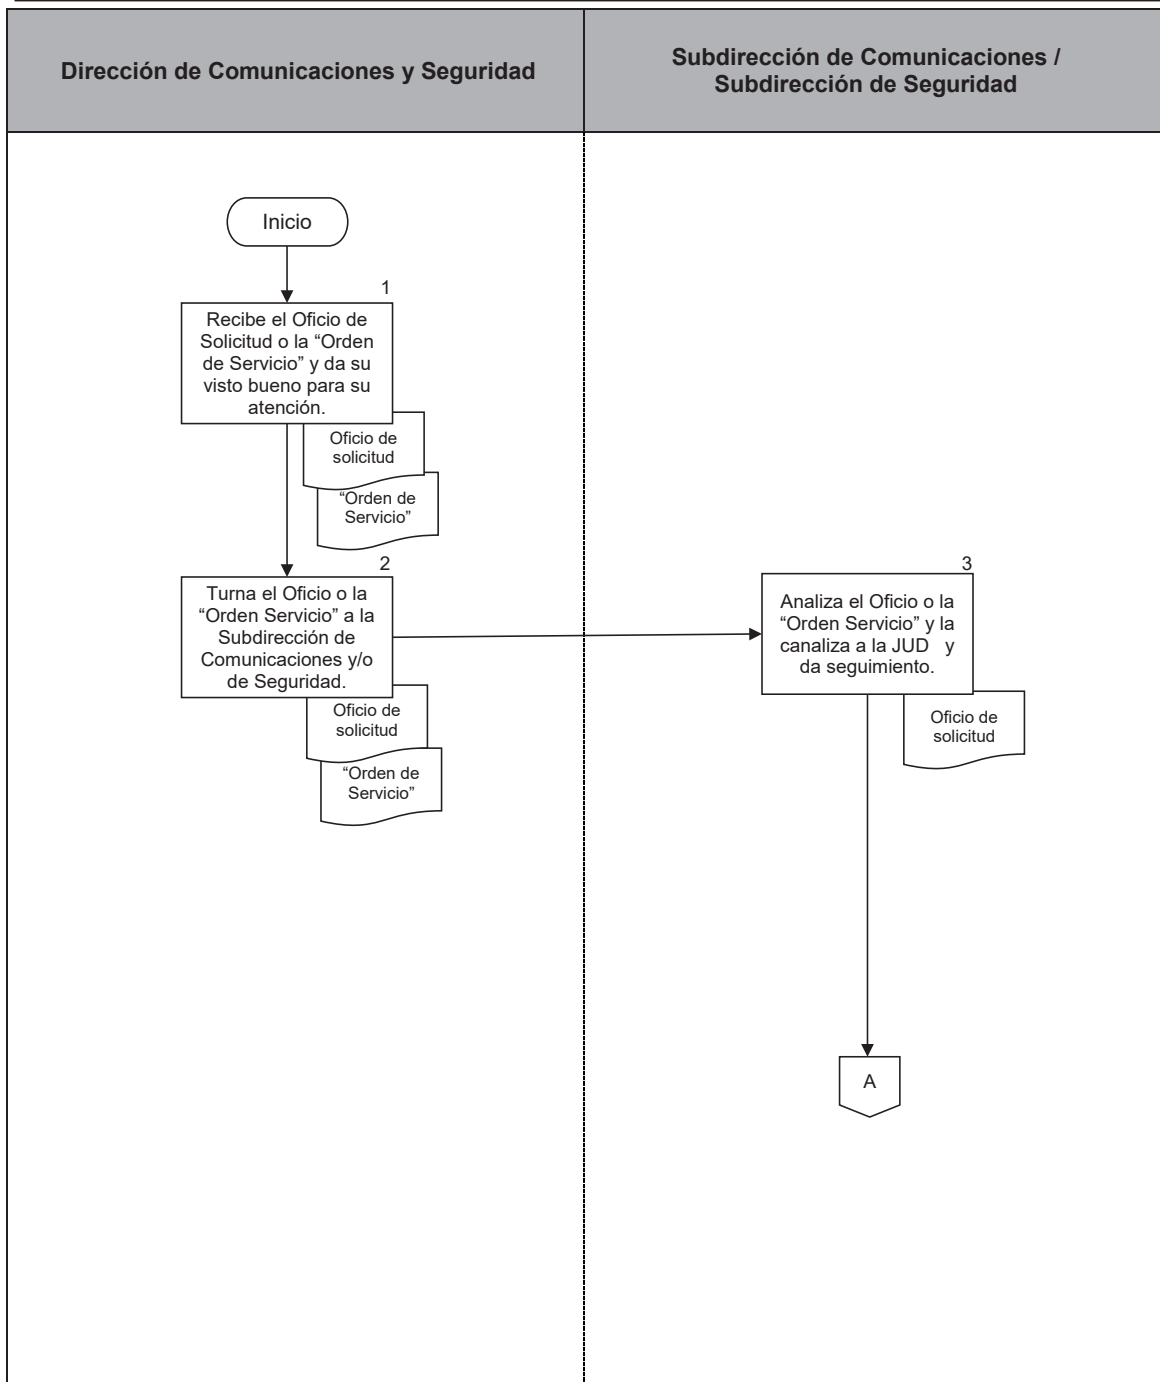 Dirección de Comunicaciones y Seguridad
Subdirección de Comunicaciones /
Subdirección de Seguridad
Inicio
1
Recibe el Oficio de
Solicitud o la “Orden
de Servicio” y da su
visto bueno para su
atención.
Oficio de
solicitud
“Orden de
Servicio”
2
Turna el Oficio o la
“Orden Servicio” a la
Subdirección de
Comunicaciones y/o
de Seguridad.
Oficio de
solicitud
“Orden de
Servicio”
3
Analiza el Oficio o la
“Orden Servicio” y la
canaliza a la JUD y
da seguimiento.
Oficio de
solicitud
A